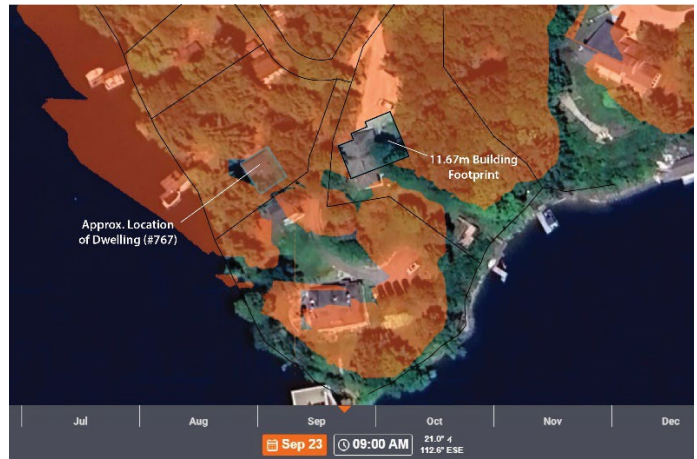 11.67m Building
Footprint
Approx. Location
of Dwelling (#767)
Jul
Aug
Sep
Oct
Nov
Dec
Sep 23
09:00 AM
21.0°
112.6° ESE